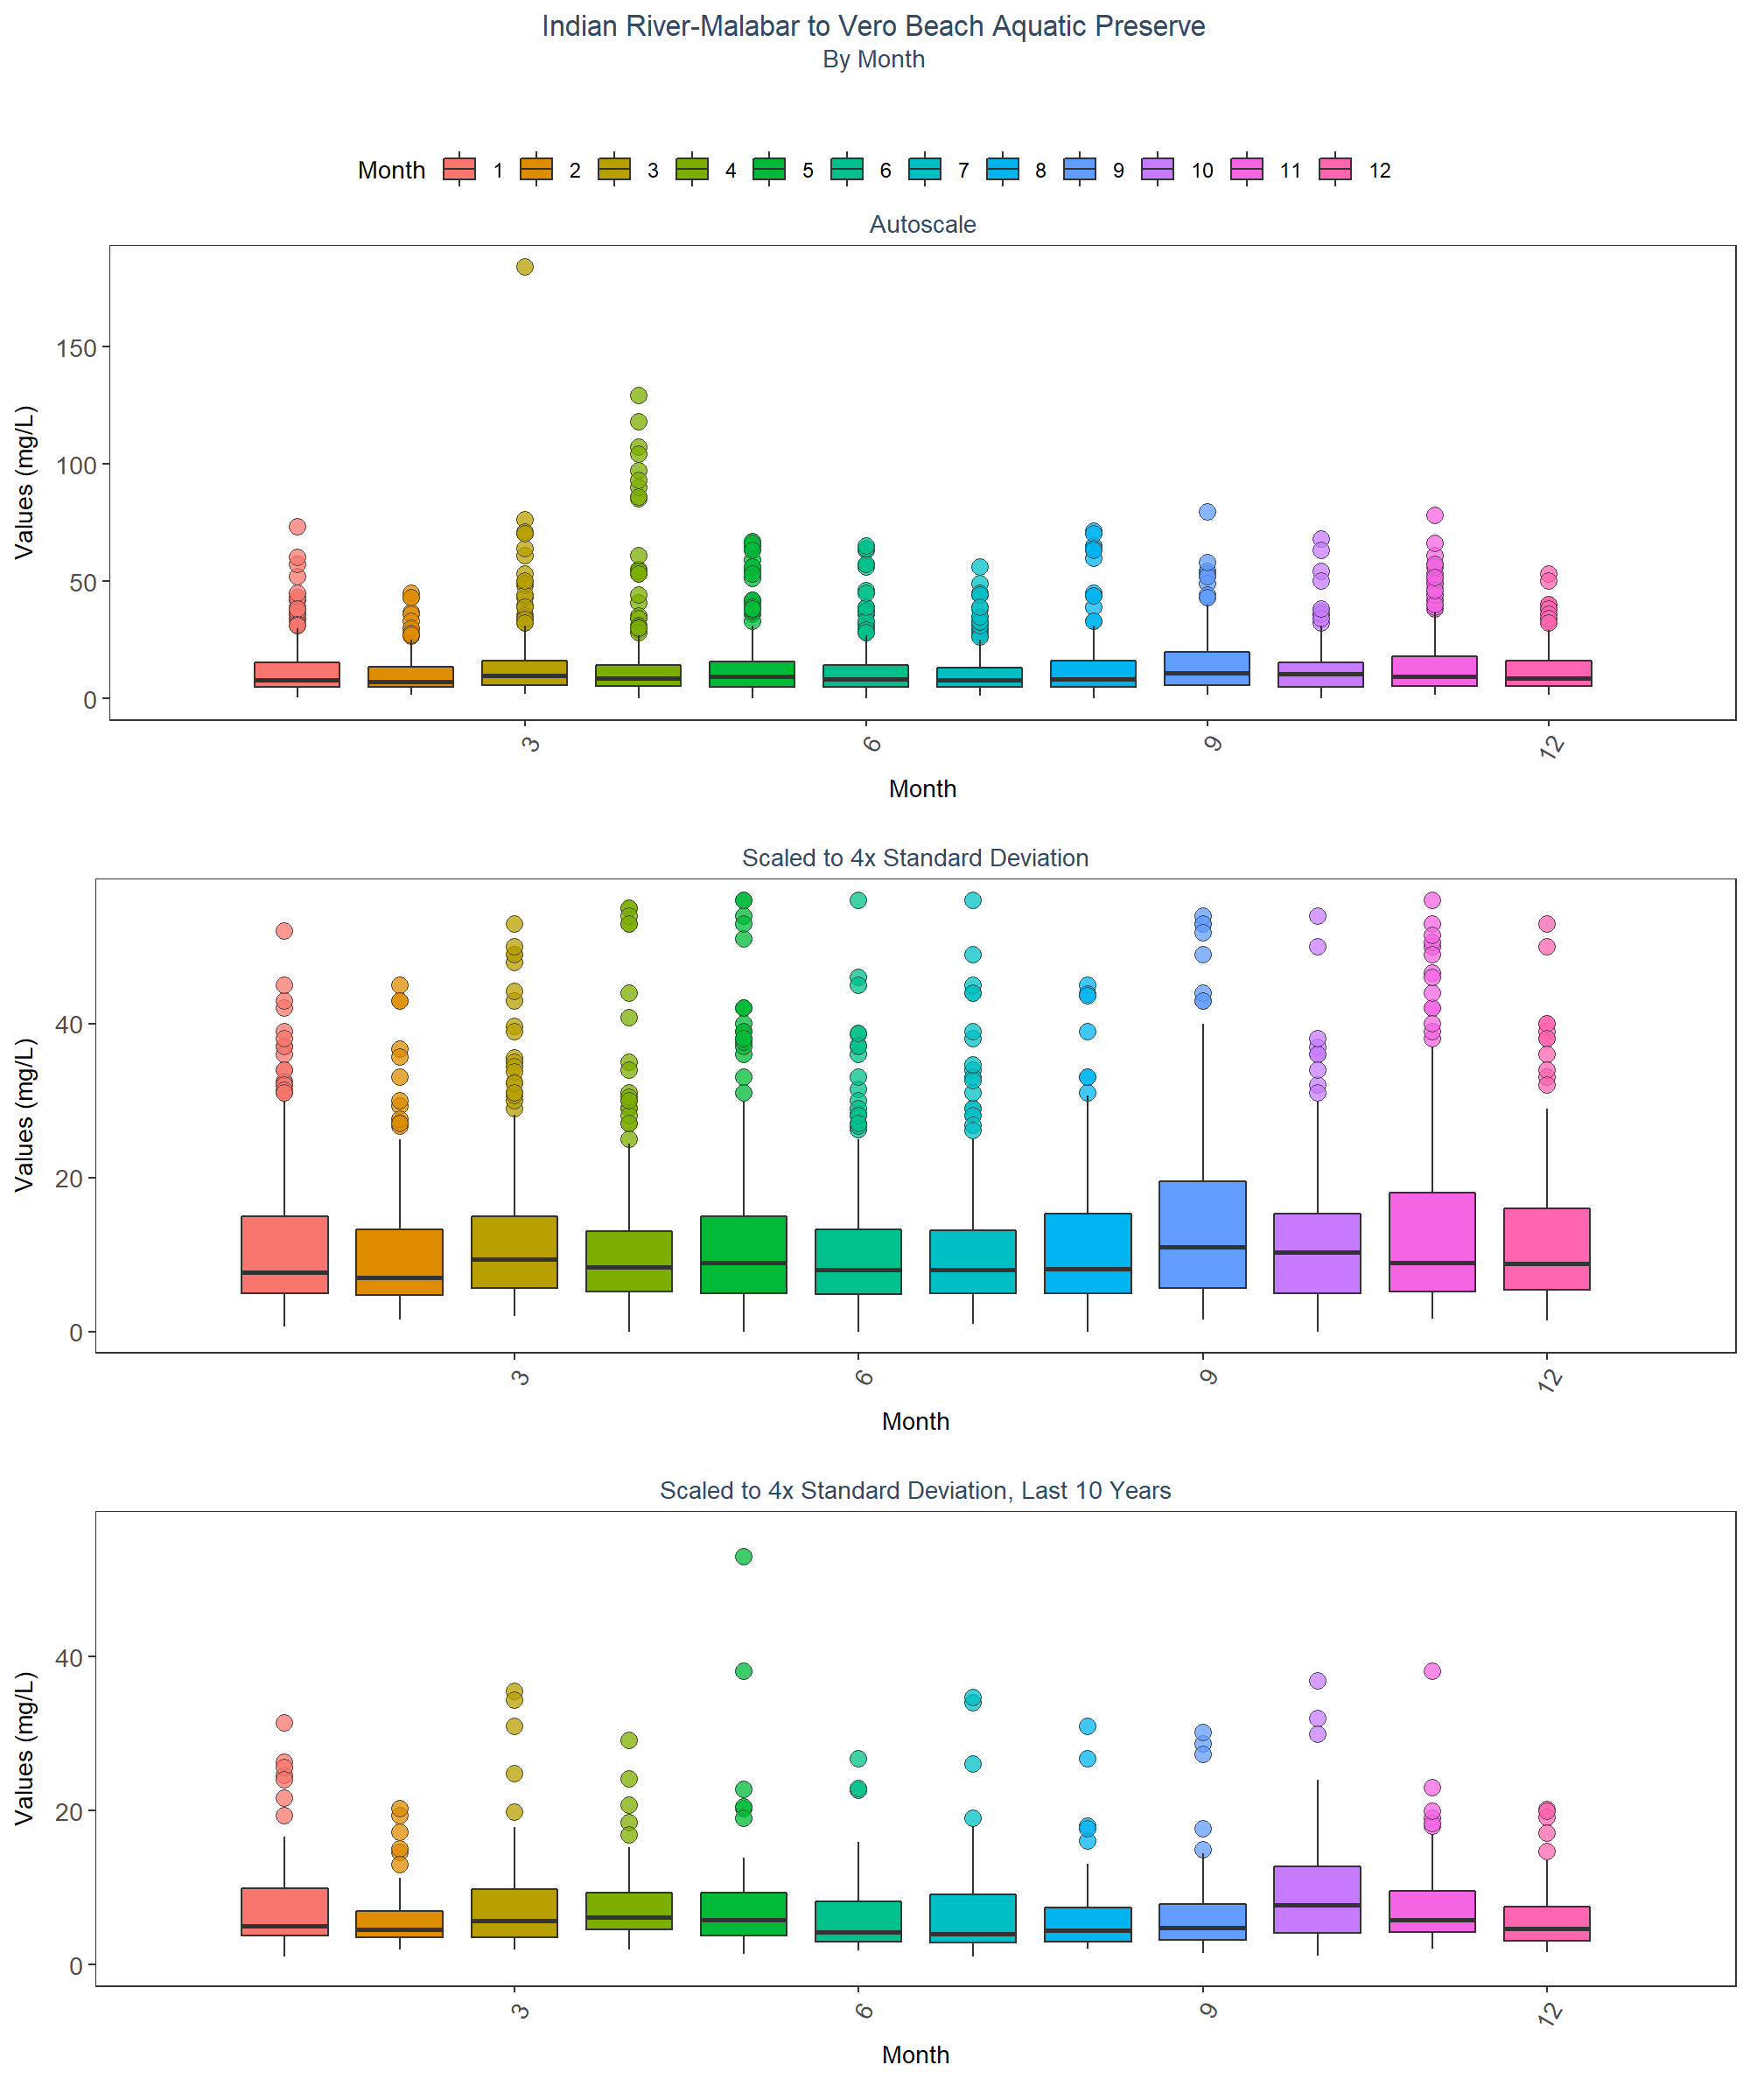 Indian River-Malabar to Vero Beach Aquatic Preserve
By Month
Month 1 2 3 4 5 6 7 8 9 10 11 12
Autoscale
Values (mg/L)
150
100
50
0
3 6 9 12
Month
Scaled to 4x Standard Deviation
Values (mg/L)
40
20
0
3 6 9 12
Month
Scaled to 4x Standard Deviation, Last 10 Years
Values (mg/L)
40
20
0
3 6 9 12
Month